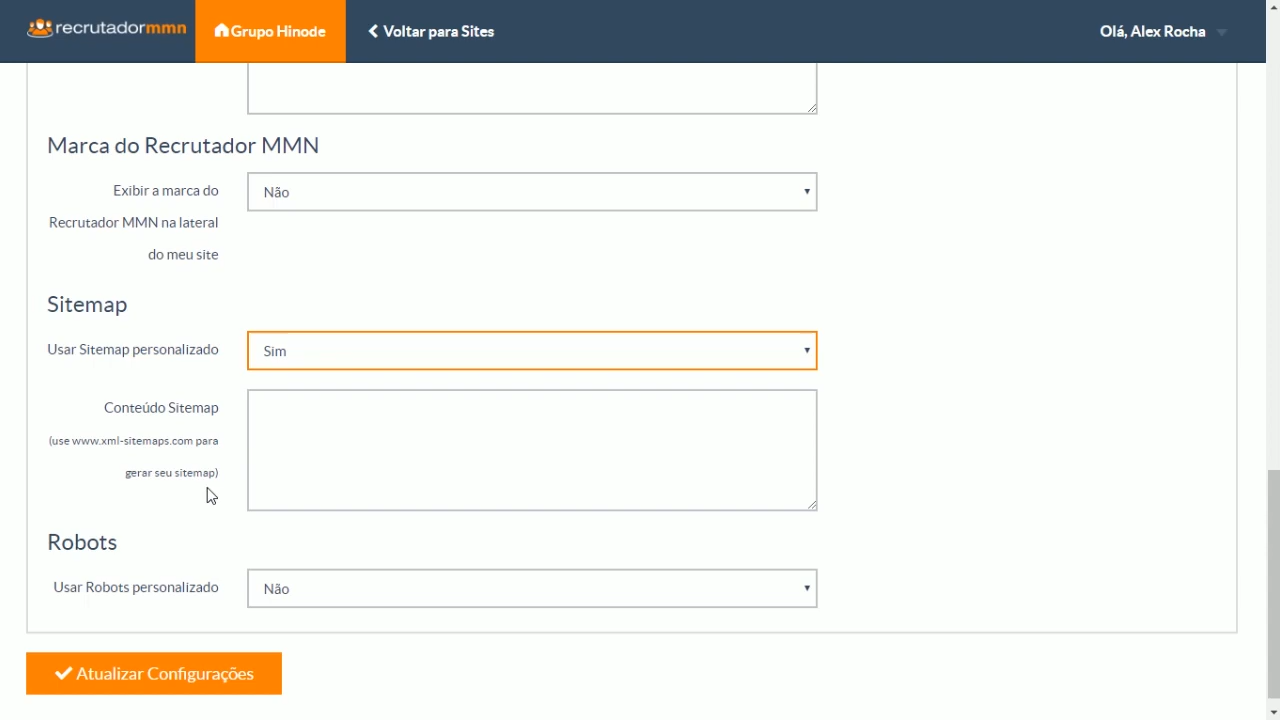 recrutadormmn
Grupo Hinode
Voltar para Sites
Olá, Alex Rocha
Marca do Recrutador MMN
Exibir a marca do
Recrutador MMN na lateral
do meu site
Não
Sitemap
Usar Sitemap personalizado
Sim
Conteúdo Sitemap
(use www.xml-sitemaps.com para
gerar seu sitemap)
Robots
Usar Robots personalizado
Não
Atualizar Configurações